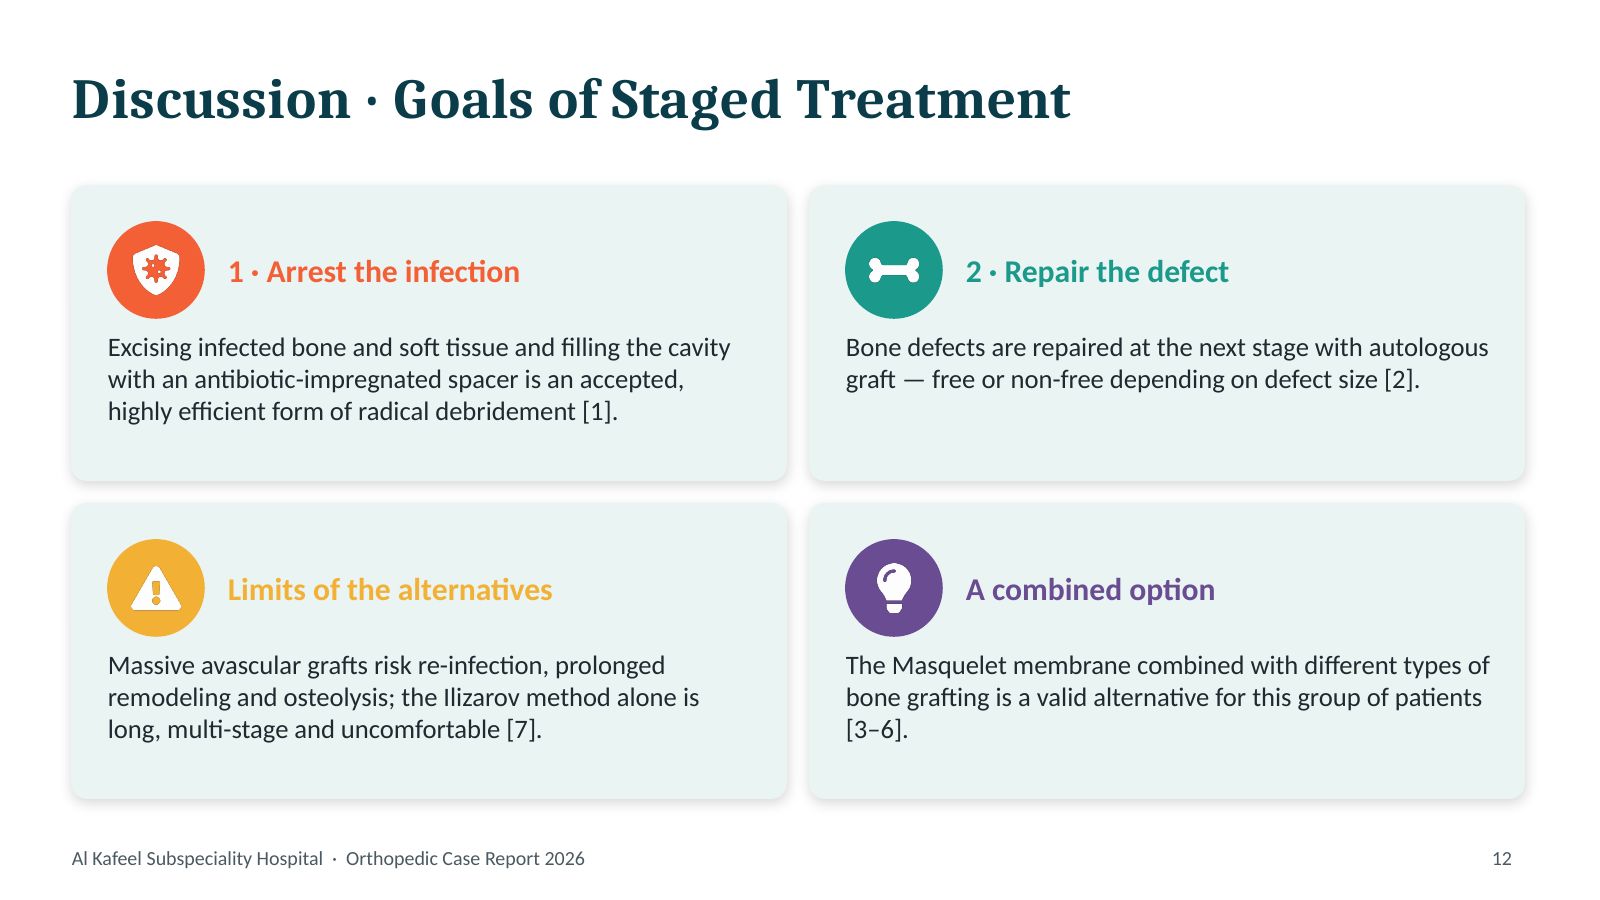 Discussion · Goals of Staged Treatment
1 · Arrest the infection
Excising infected bone and soft tissue and filling the cavity
with an antibiotic-impregnated spacer is an accepted,
highly efficient form of radical debridement [1].
2 · Repair the defect
Bone defects are repaired at the next stage with autologous
graft — free or non-free depending on defect size [2].
Limits of the alternatives
Massive avascular grafts risk re-infection, prolonged
remodeling and osteolysis; the Ilizarov method alone is
long, multi-stage and uncomfortable [7].
A combined option
The Masquelet membrane combined with different types of
bone grafting is a valid alternative for this group of patients
[3–6].
Al Kafeel Subspeciality Hospital · Orthopedic Case Report 2026
12